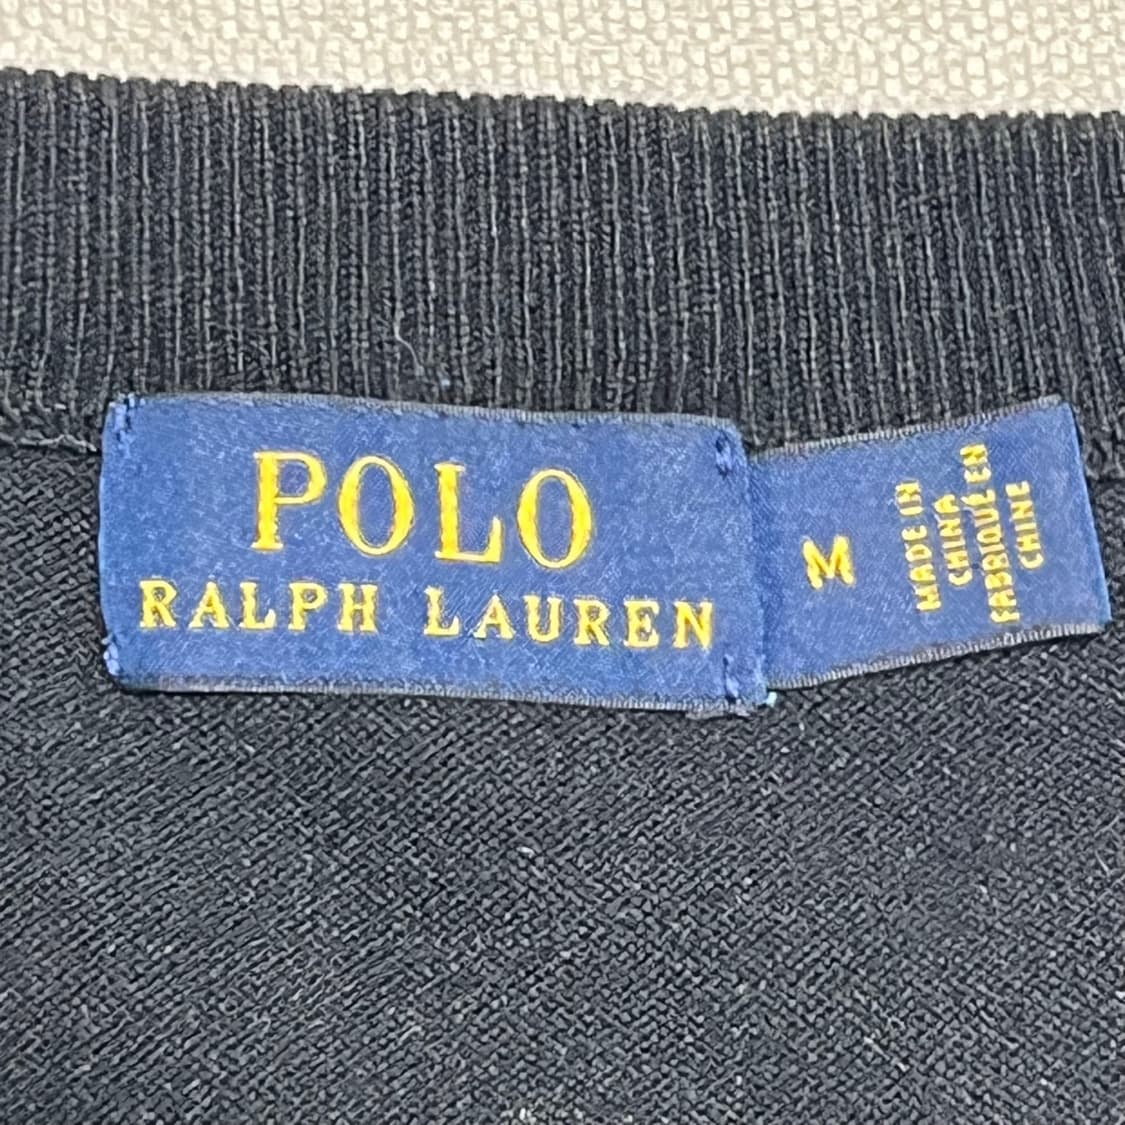 POLO
RALPH LAUREN
M
MADE IN
CHINA
FABRIQUÉ EN
CHINE